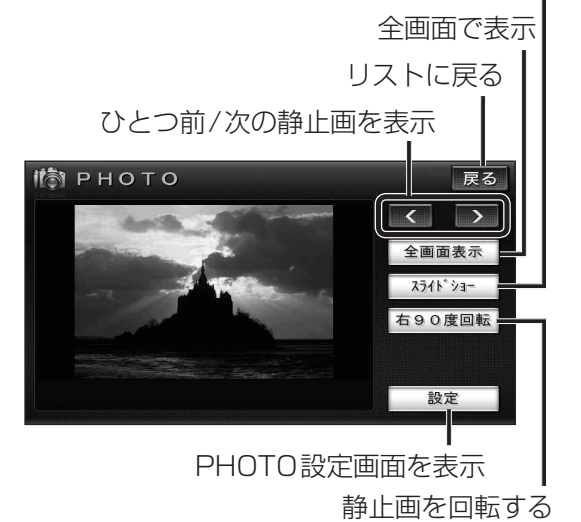 全画面で表示
リストに戻る
ひとつ前/次の静止画を表示
PHOTO
戻る
< >
全画面表示
ｽﾗｲﾄﾞｼｮｰ
右９０度回転
設定
PHOTO設定画面を表示
静止画を回転する